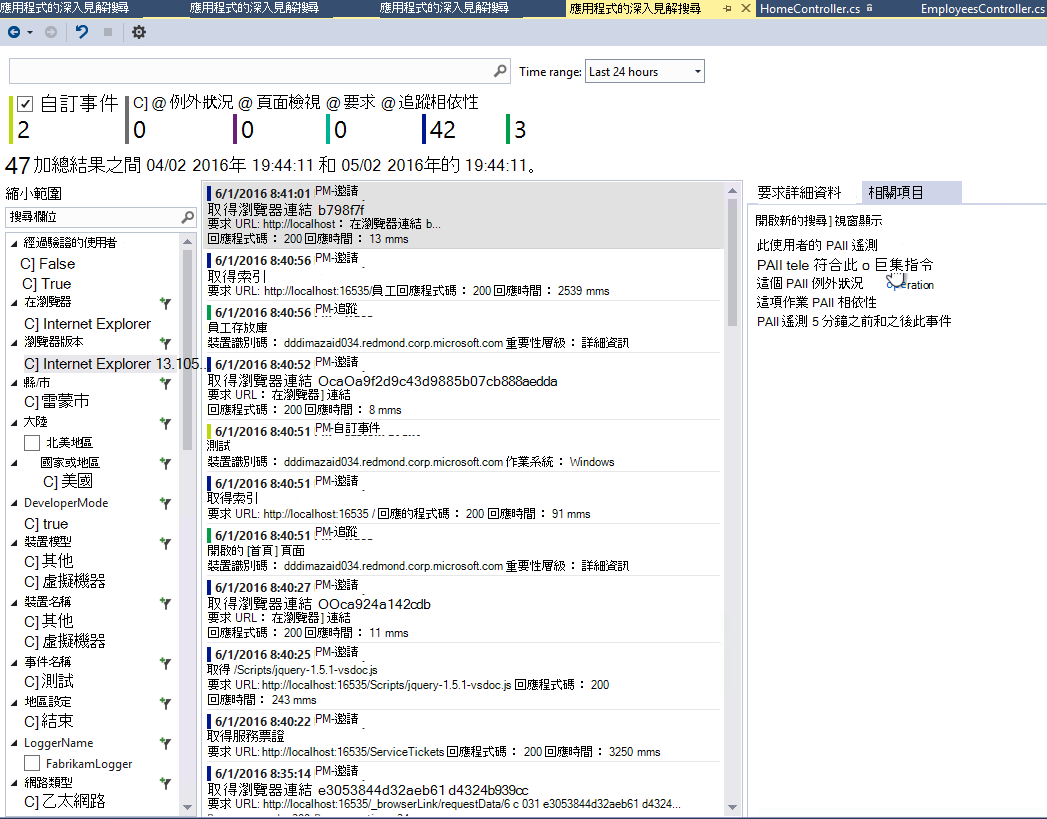 應用程式的深入見解搜尋 應用程式的深入見解搜尋 應用程式的深入見解搜尋 應用程式的深入見解搜尋 HomeController.cs EmployeesController.cs
Time range: Last 24 hours
自訂事件 C] @ 例外狀況 @ 頁面檢視 @ 要求 @ 追蹤相依性
2 0 0 0 42 3
47 加總結果之間 04/02 2016年 19:44:11 和 05/02 2016年的 19:44:11。
縮小範圍
搜尋欄位
經過驗證的使用者
C] False
C] True
在瀏覽器
C] Internet Explorer
瀏覽器版本
C] Internet Explorer 13.105..
縣/市
C] 雷蒙市
大陸
北美地區
國家或地區
C] 美國
DeveloperMode
C] true
裝置模型
C] 其他
C] 虛擬機器
裝置名稱
C] 其他
C] 虛擬機器
事件名稱
C] 測試
地區設定
C] 結束
LoggerName
FabrikamLogger
網路類型
C] 乙太網路
6/1/2016 8:41:01 PM-邀請
取得瀏覽器連結 b798f7f
要求 URL: http://localhost： 在瀏覽器連結 b...
回應程式碼： 200 回應時間： 13 mms
6/1/2016 8:40:56 PM-邀請
取得索引
要求 URL: http://localhost:16535/員工回應程式碼： 200 回應時間： 2539 mms
6/1/2016 8:40:56 PM-追蹤
員工存放庫
裝置識別碼： dddimazaid034.redmond.corp.microsoft.com 重要性層級： 詳細資訊
6/1/2016 8:40:52 PM-邀請
取得瀏覽器連結 OcaOa9f2d9c43d9885b07cb888aedda
要求 URL： 在瀏覽器] 連結
回應程式碼： 200 回應時間： 8 mms
6/1/2016 8:40:51 PM-自訂事件
測試
裝置識別碼： dddimazaid034.redmond.corp.microsoft.com 作業系統： Windows
6/1/2016 8:40:51 PM-邀請
取得索引
要求 URL: http://localhost:16535 / 回應的程式碼： 200 回應時間： 91 mms
6/1/2016 8:40:51 PM-追蹤
開啟的 [首頁] 頁面
裝置識別碼： dddimazaid034.redmond.corp.microsoft.com 重要性層級： 詳細資訊
6/1/2016 8:40:27 PM-邀請
取得瀏覽器連結 OOca924a142cdb
要求 URL： 在瀏覽器] 連結
回應程式碼： 200 回應時間： 11 mms
6/1/2016 8:40:25 PM-邀請
取得 /Scripts/jquery-1.5.1-vsdoc.js
要求 URL: http://localhost:16535/Scripts/jquery-1.5.1-vsdoc.js 回應程式碼： 200
回應時間： 243 mms
6/1/2016 8:40:22 PM-邀請
取得服務票證
要求 URL: http://localhost:16535/ServiceTickets 回應程式碼： 200 回應時間： 3250 mms
6/1/2016 8:35:14 PM-邀請
取得瀏覽器連結 e3053844d32aeb61 d4324b939cc
要求 URL: http://localhost:16535/_browserLink/requestData/6 c 031 e3053844d32aeb61 d4324...
要求詳細資料 相關項目
開啟新的搜尋] 視窗顯示
此使用者的 PAII 遙測
PAII tele 符合此 o 巨集指令
這個 PAII 例外狀況 operation
這項作業 PAII 相依性
PAII 遙測 5 分鐘之前和之後此事件